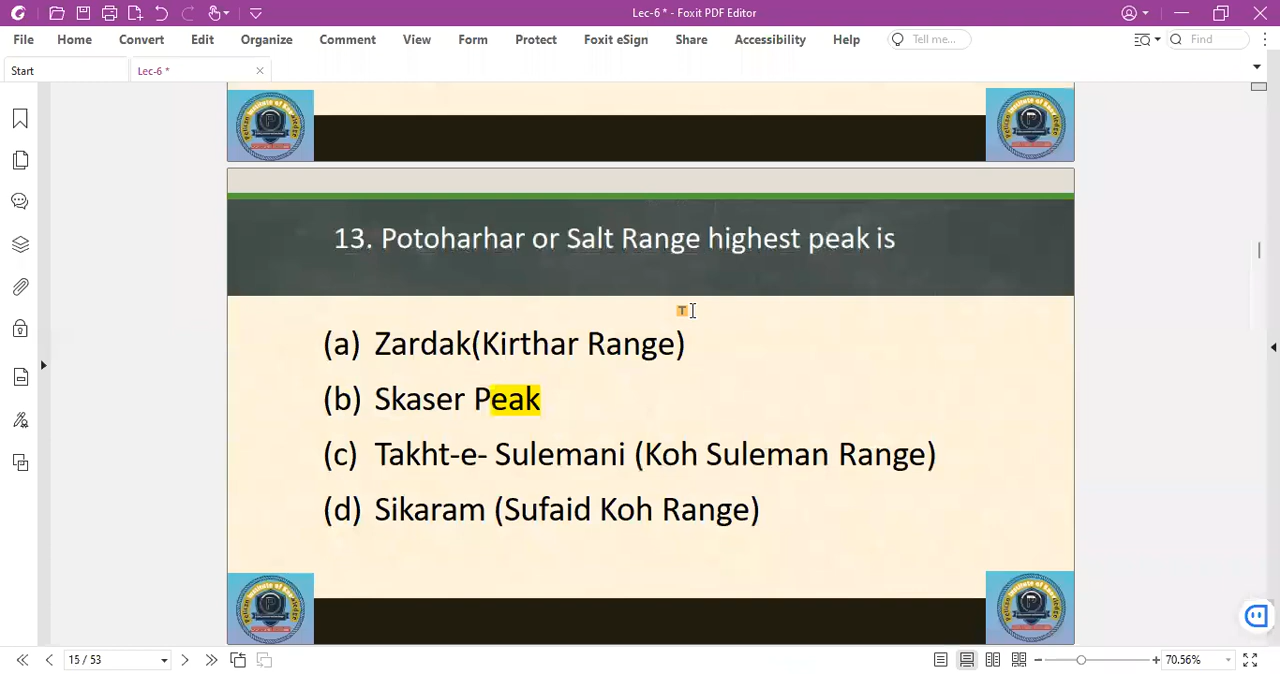 Lec-6 * - Foxit PDF Editor
File Home Convert Edit Organize Comment View Form Protect Foxit eSign Share Accessibility Help Tell me... Find
Start Lec-6 *
13. Potoharhar or Salt Range highest peak is
(a) Zardak(Kirthar Range)
(b) Skaser Peak
(c) Takht-e- Sulemani (Koh Suleman Range)
(d) Sikaram (Sufaid Koh Range)
15 / 53 70.56%